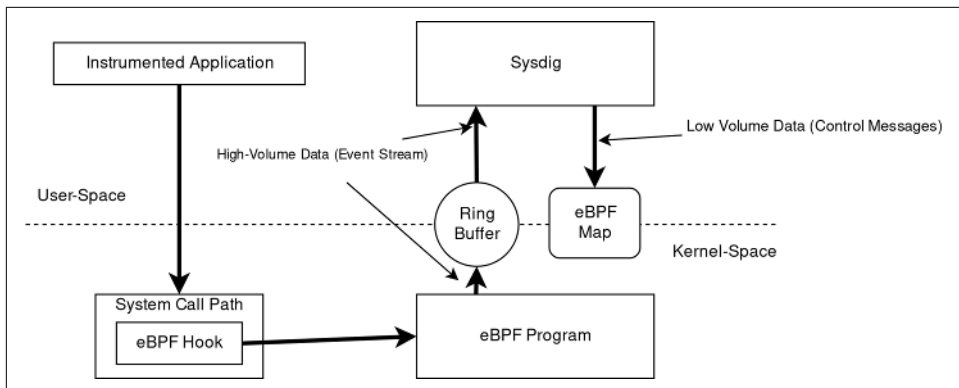 Instrumented Application
Sysdig
Low Volume Data (Control Messages)
High-Volume Data (Event Stream)
User-Space
Ring
Buffer
eBPF
Map
Kernel-Space
System Call Path
eBPF Hook
eBPF Program